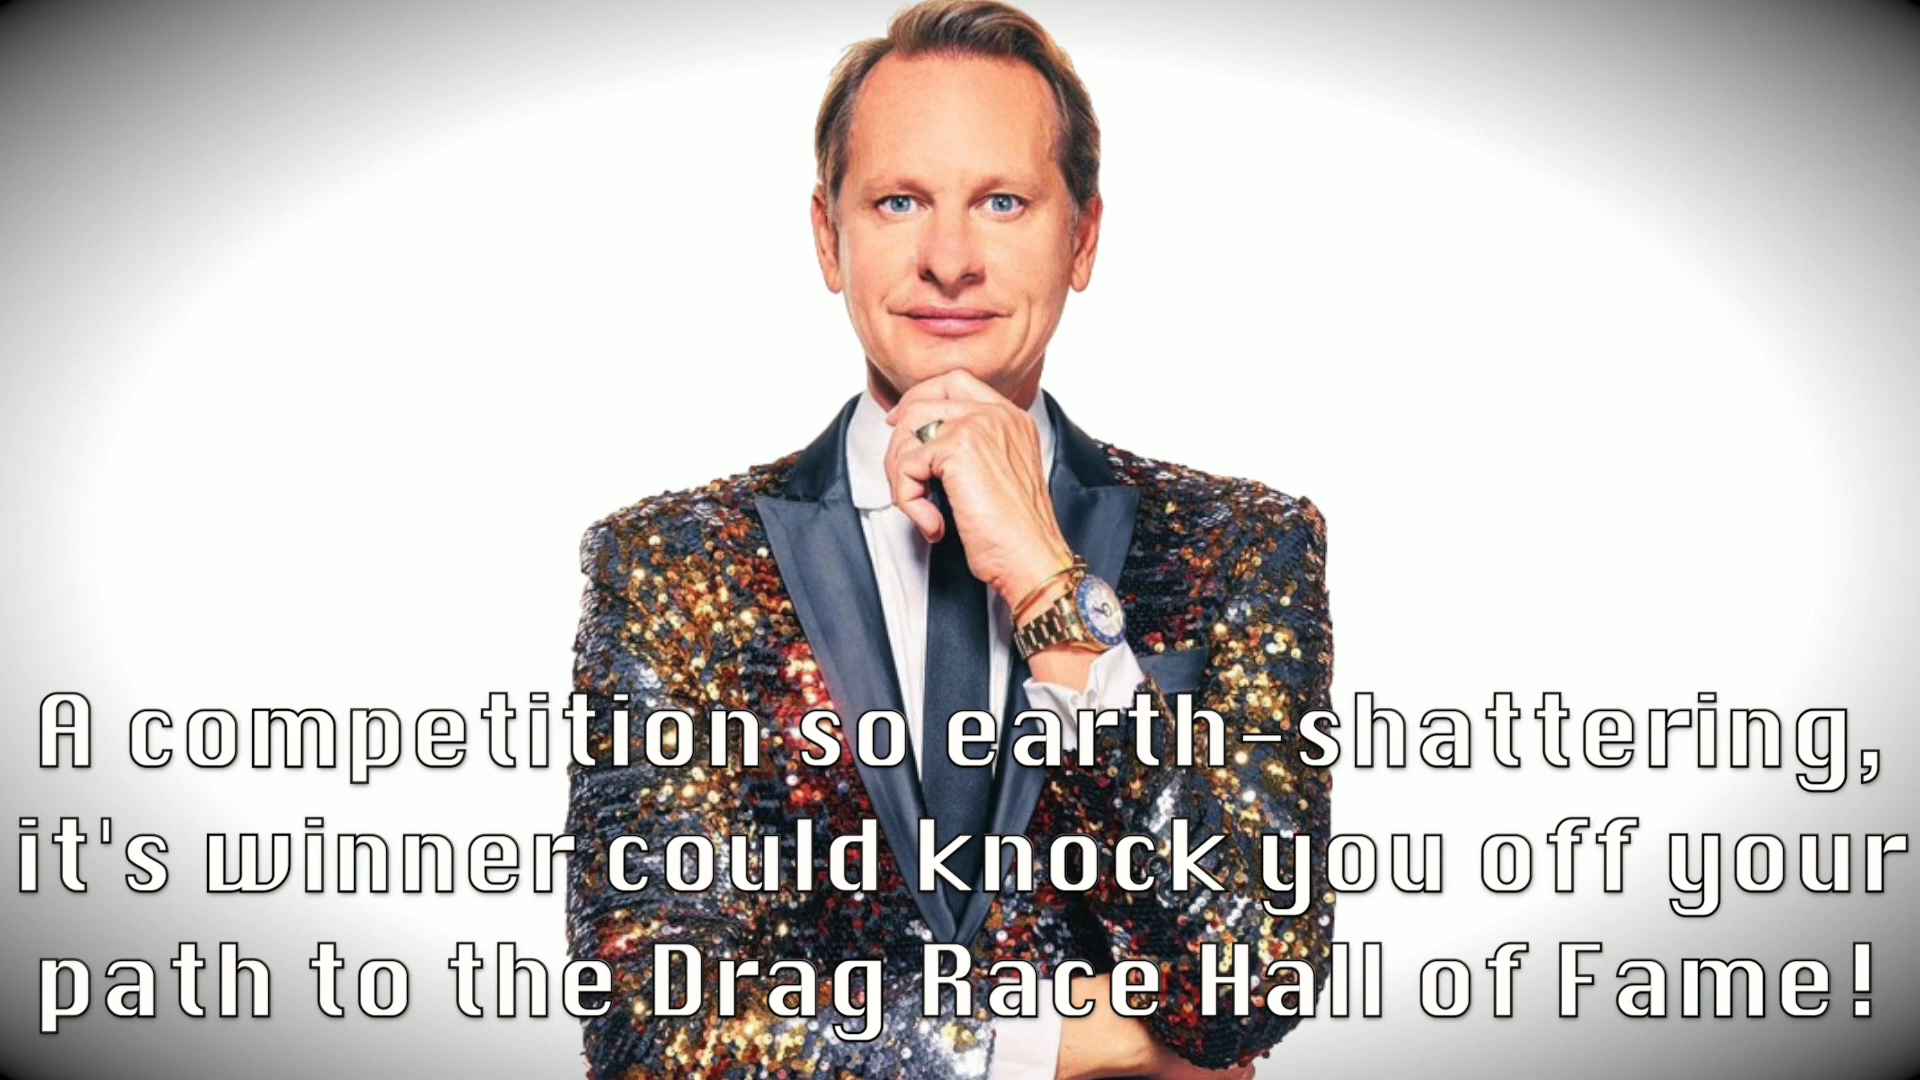 A competition so earth-shattering,
it's winner could knock you off your
path to the Drag Race Hall of Fame!